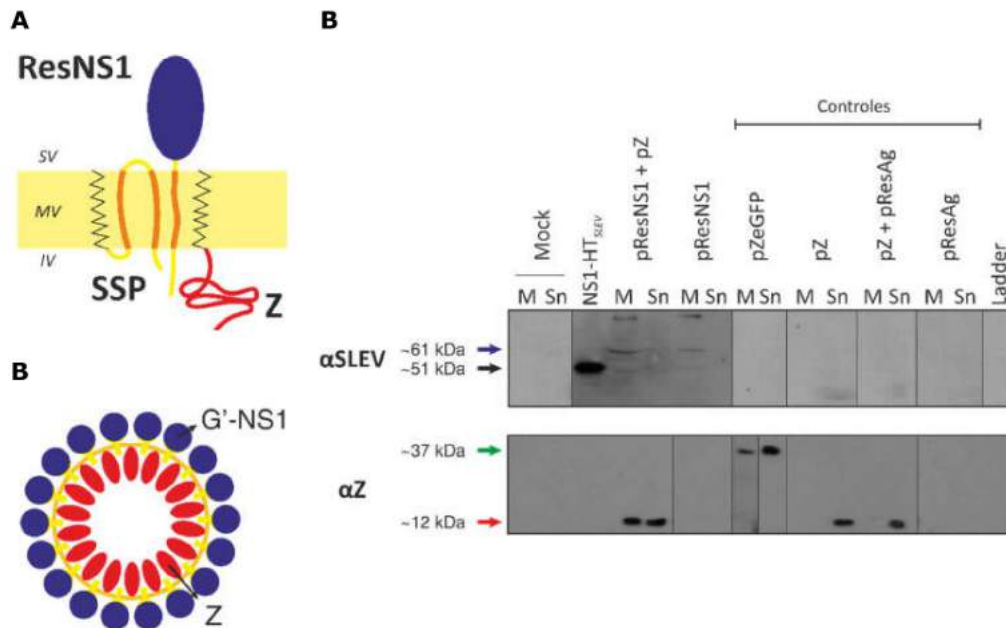 A
ResNS1
SV
MV
IV
SSP
Z
B
G'-NS1
Z
B
Controles
Mock
NS1-HTSLEV
pResNS1 + pZ
pResNS1
pZeGFP
pZ
pZ + pResAg
pResAg
Ladder
M Sn M Sn M Sn M Sn M Sn M Sn M Sn
αSLEV
~61 kDa
~51 kDa
αZ
~37 kDa
~12 kDa